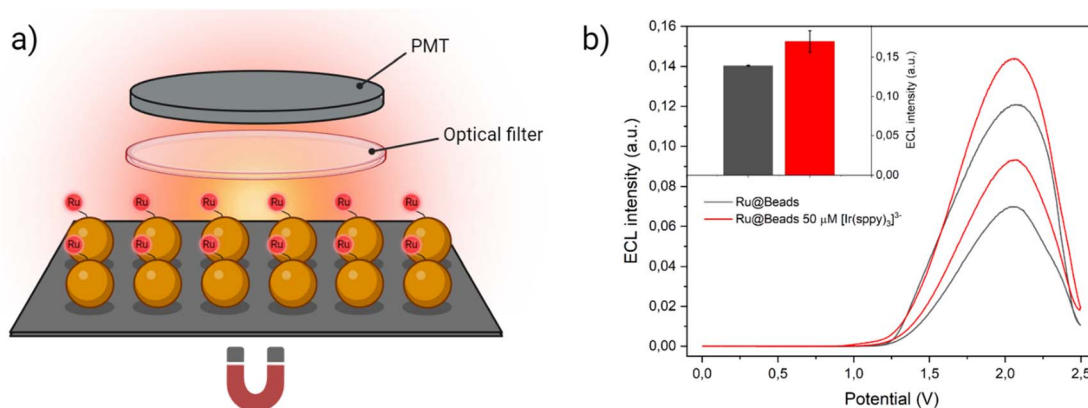 a)
PMT
Optical filter
Ru Ru Ru Ru Ru Ru
Ru Ru Ru Ru Ru Ru
b)
ECL intensity (a.u.)
0,16
0,14
0,12
0,10
0,08
0,06
0,04
0,02
0,00
0,15
0,10
0,05
0,00
ECL intensity (a.u.)
Ru@Beads
Ru@Beads 50 μM [Ir(sppy)₃]³⁻
0,0 0,5 1,0 1,5 2,0 2,5
Potential (V)